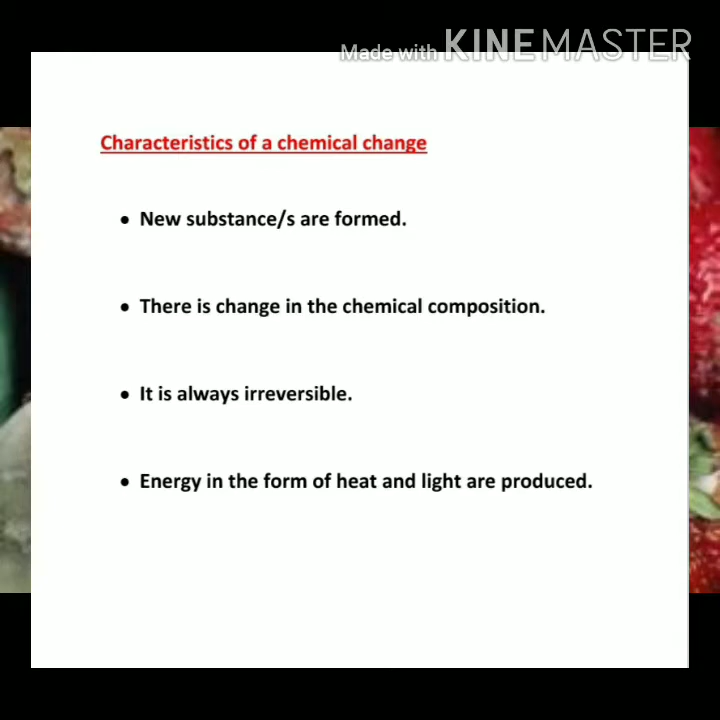 Made with KINEMASTER
Characteristics of a chemical change
• New substance/s are formed.
• There is change in the chemical composition.
• It is always irreversible.
• Energy in the form of heat and light are produced.